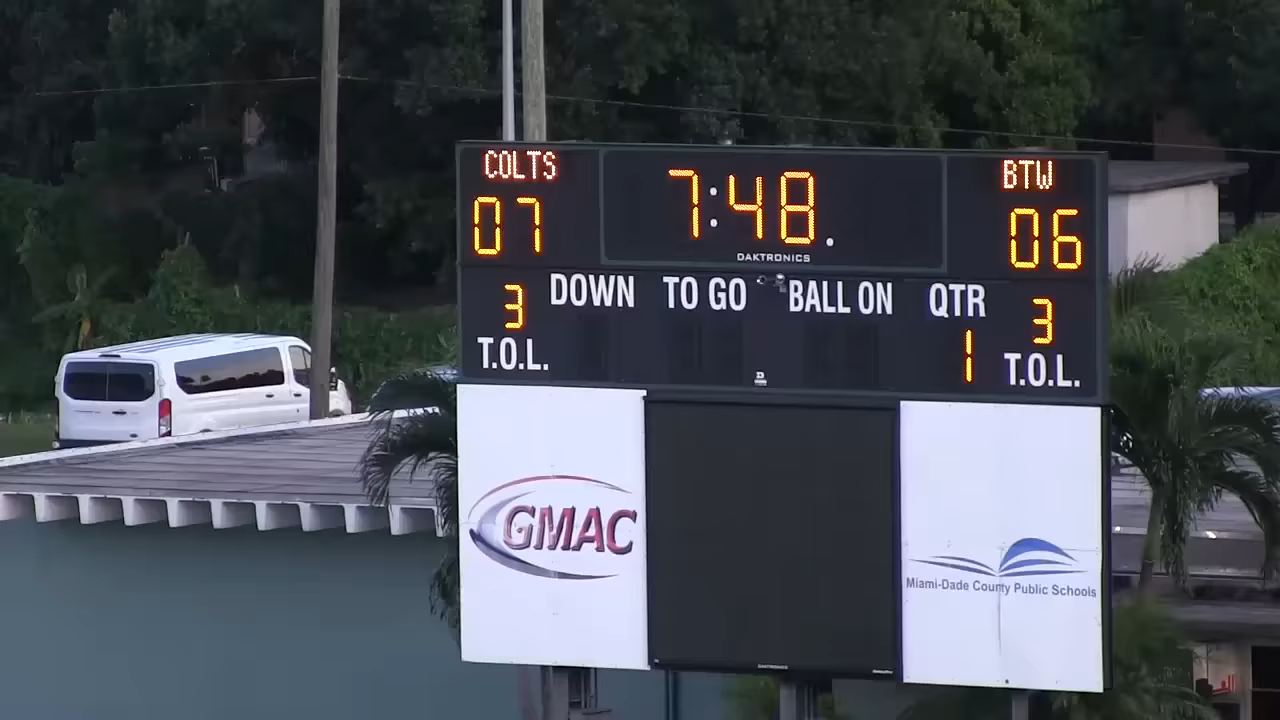 COLTS
BTW
07
7:48.
06
DAKTRONICS
3
DOWN
TO GO
BALL ON
QTR
3
T.O.L.
1
T.O.L.
GMAC
Miami-Dade County Public Schools
DAKTRONICS